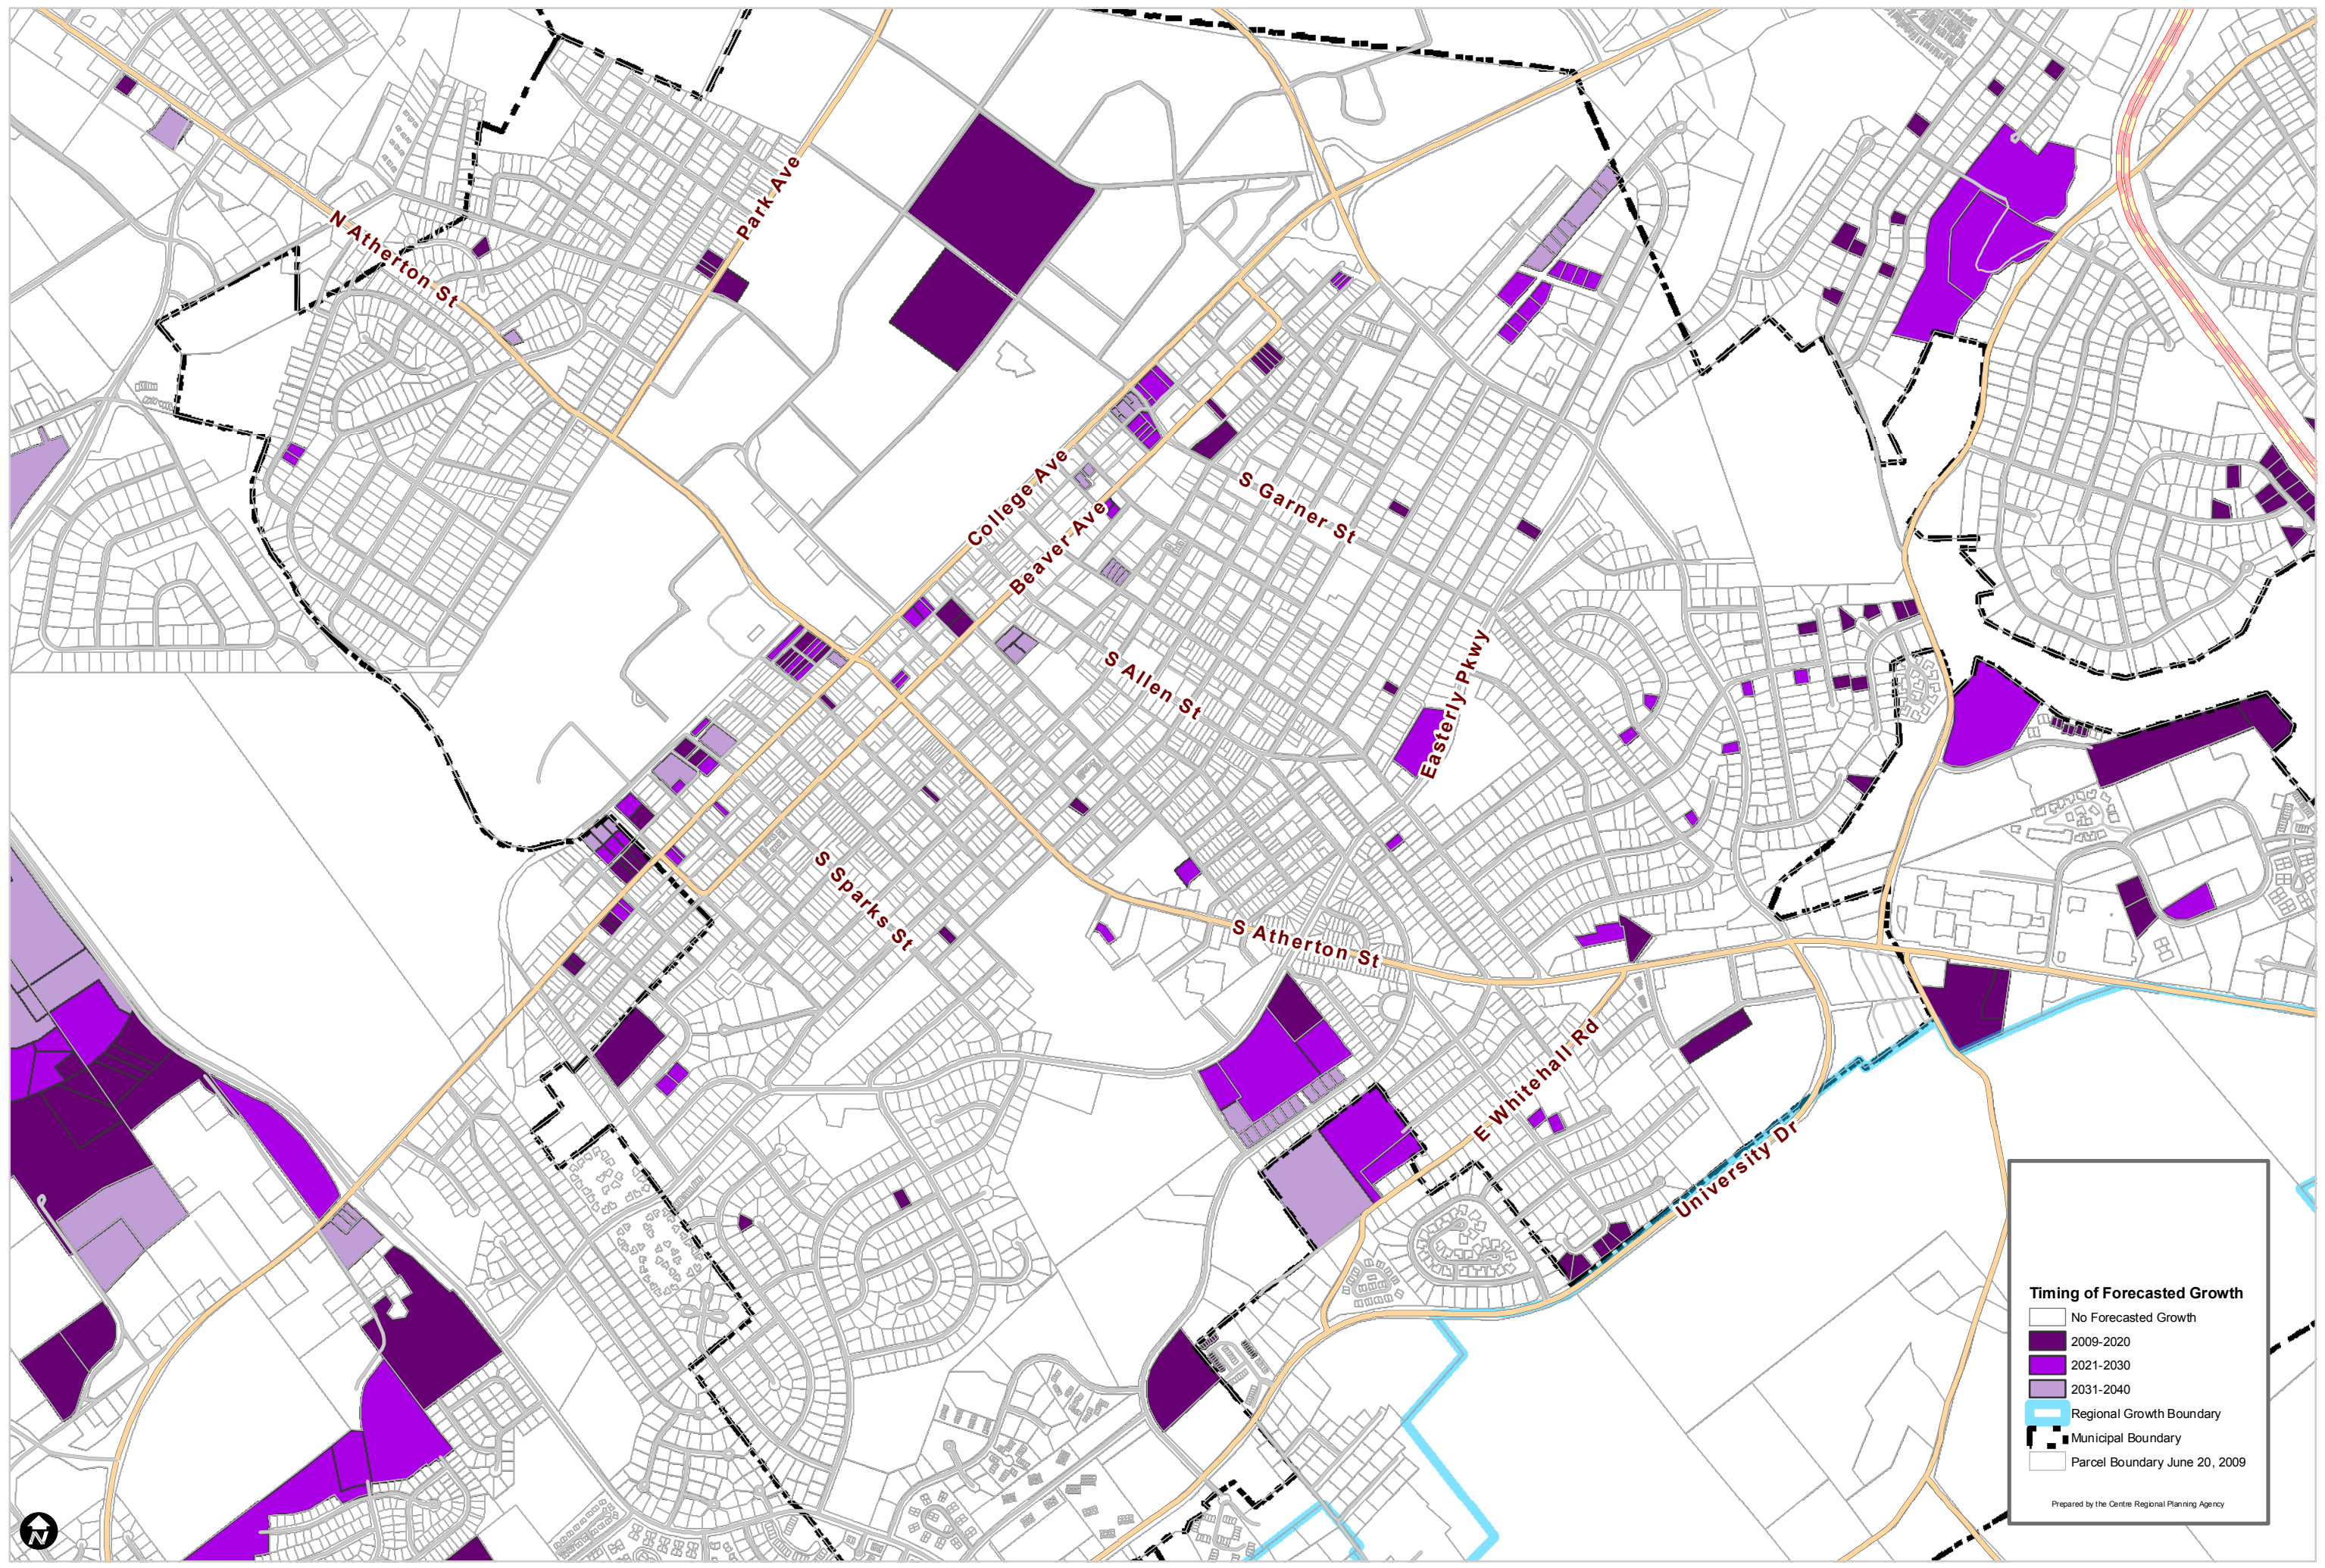 Park Ave
N Atherton St
College Ave
Beaver Ave
S Garner St
S Allen St
Easterly Pkwy
S Sparks St
S Atherton St
E Whitehall Rd
University Dr
Timing of Forecasted Growth
No Forecasted Growth
2009-2020
2021-2030
2031-2040
Regional Growth Boundary
Municipal Boundary
Parcel Boundary June 20, 2009
Prepared by the Centre Regional Planning Agency
N